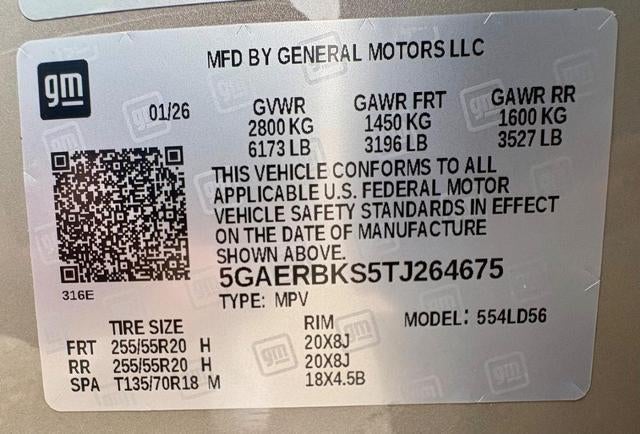 MFD BY GENERAL MOTORS LLC
gm
01/26
GVWR GAWR FRT GAWR RR
2800 KG 1450 KG 1600 KG
6173 LB 3196 LB 3527 LB
THIS VEHICLE CONFORMS TO ALL
APPLICABLE U.S. FEDERAL MOTOR
VEHICLE SAFETY STANDARDS IN EFFECT
ON THE DATE OF MANUFACTURE
SHOWN ABOVE.
316E
5GAERBKS5TJ264675
TYPE: MPV
TIRE SIZE RIM MODEL: 554LD56
FRT 255/55R20 H 20X8J
RR 255/55R20 H 20X8J
SPA T135/70R18 M 18X4.5B